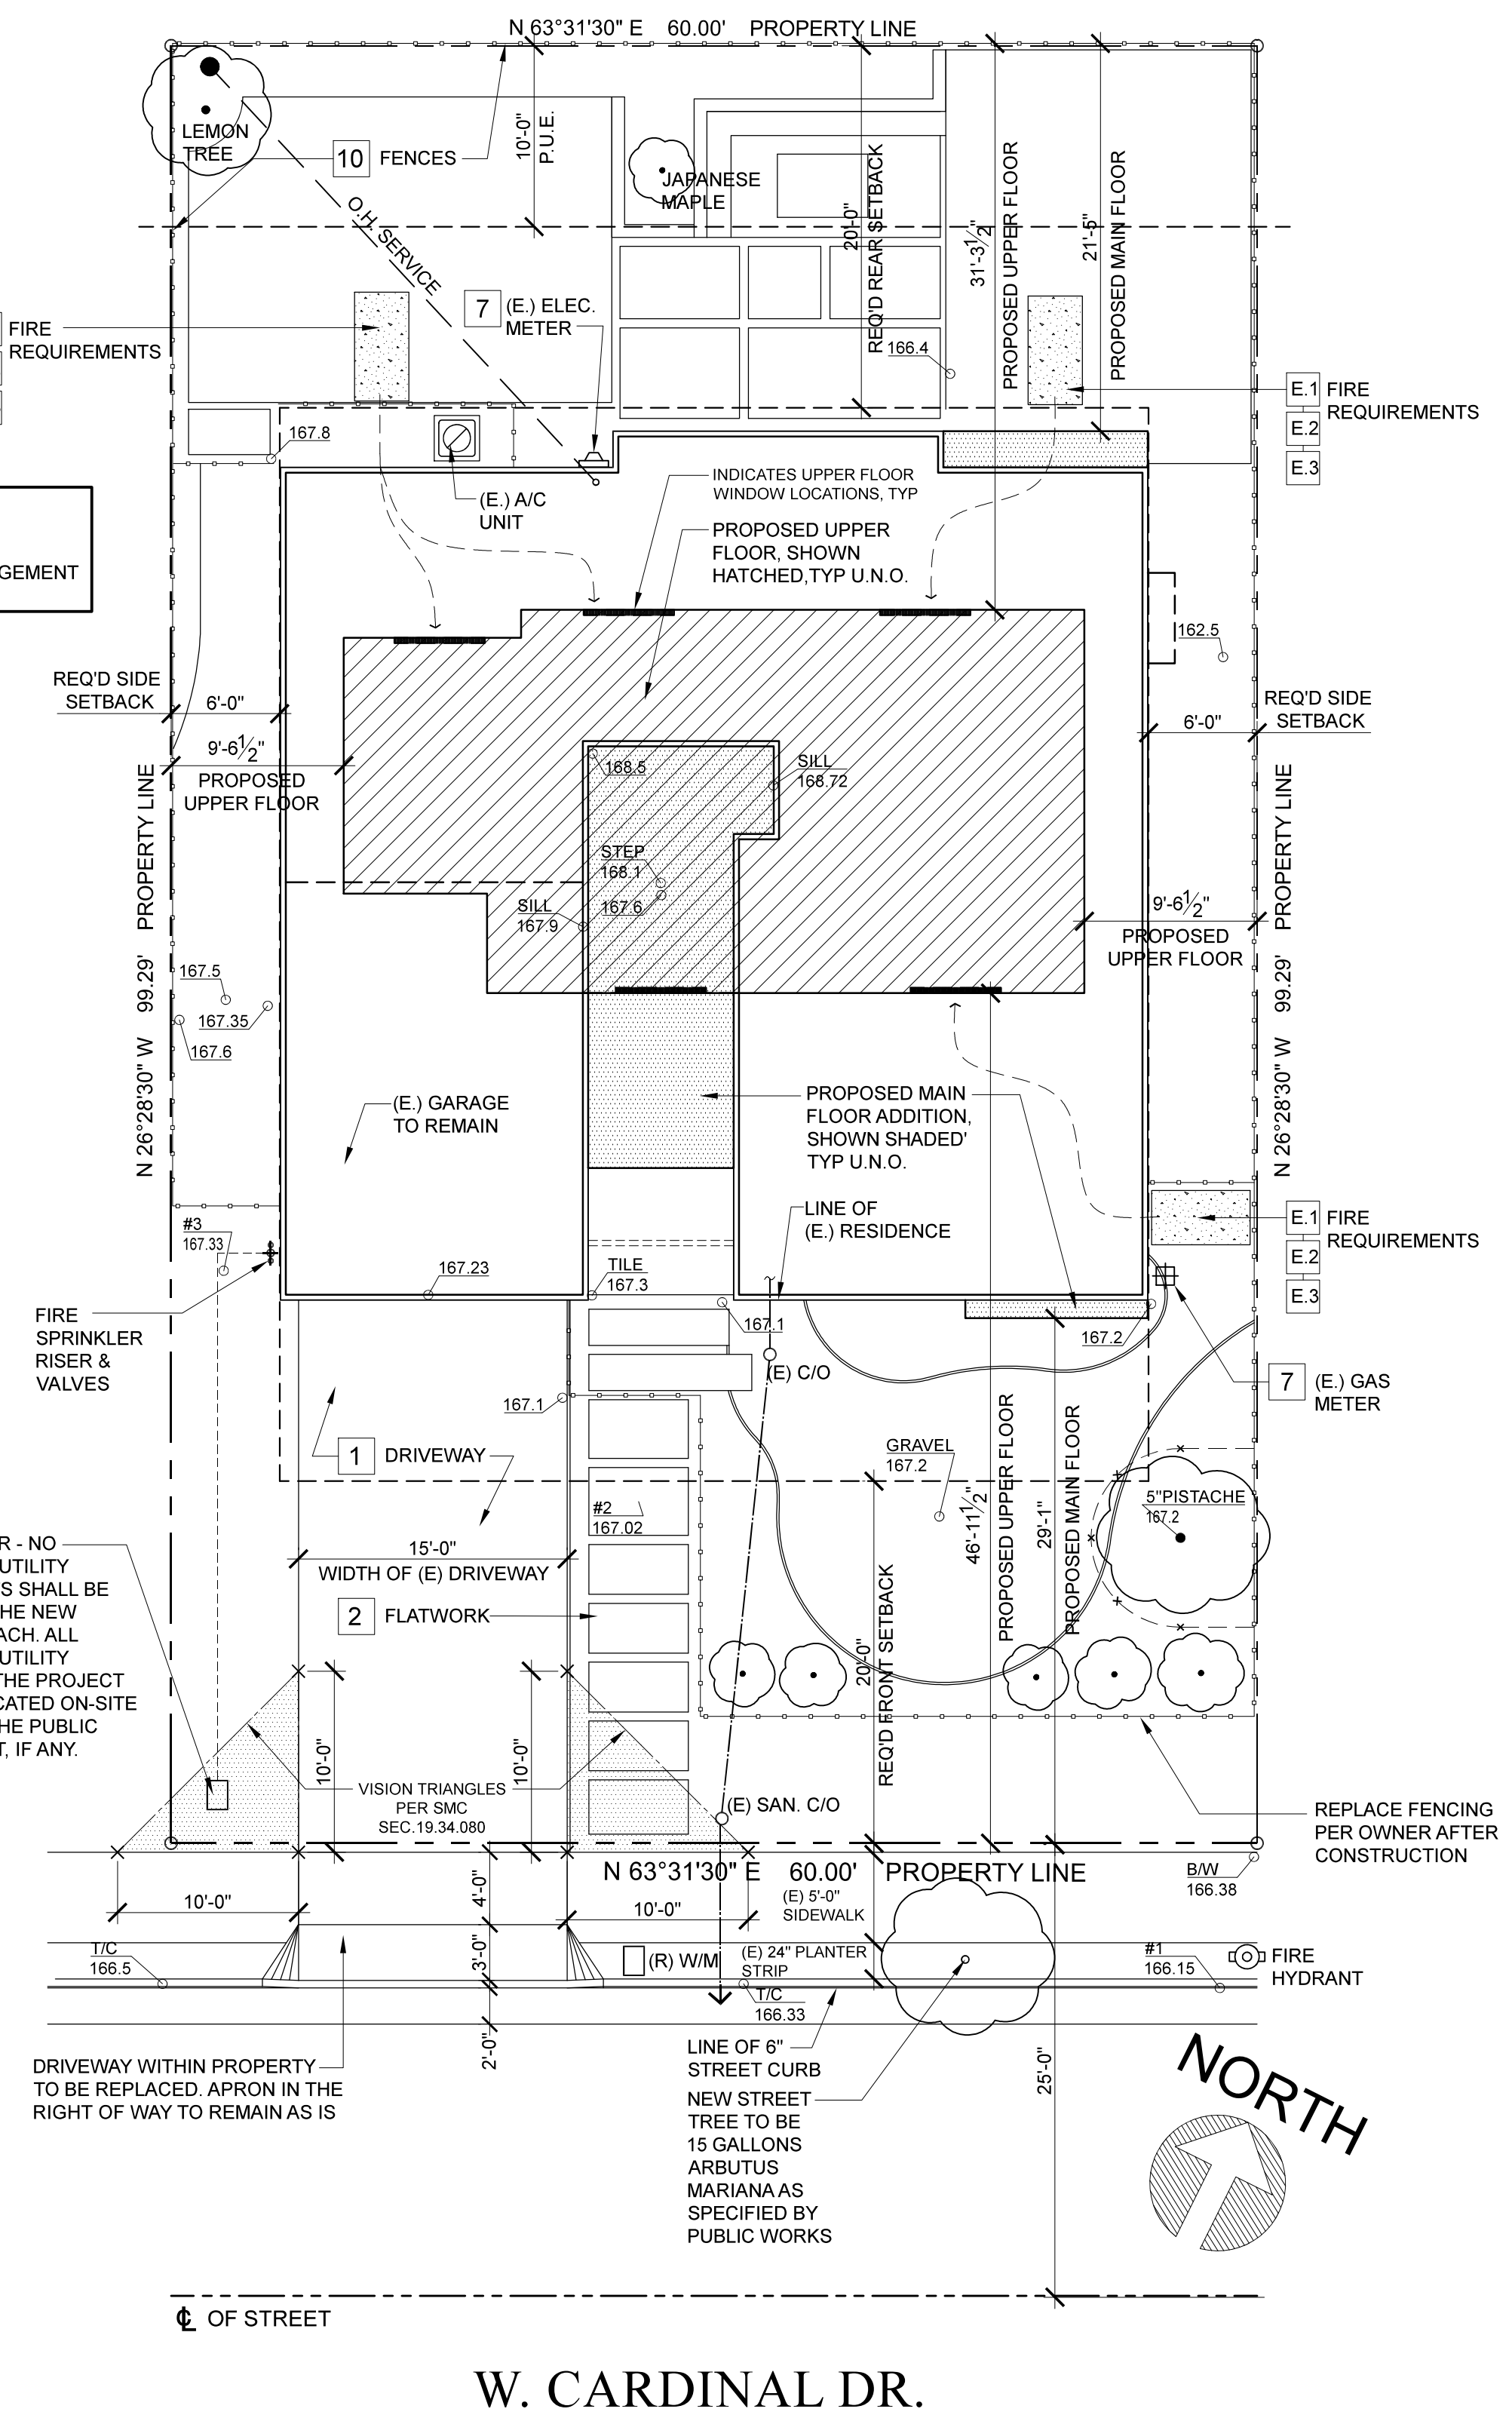 N 63°31'30" E 60.00' PROPERTY LINE
LEMON
TREE
10 FENCES
10'-0"
P.U.E.
JAPANESE
MAPLE
O.H. SERVICE
20'-0"
REQ'D REAR SETBACK
31'-3½"
PROPOSED UPPER FLOOR
21'-5"
PROPOSED MAIN FLOOR
7 (E.) ELEC.
METER
FIRE
REQUIREMENTS
166.4
E.1 FIRE
REQUIREMENTS
E.2
E.3
167.8
(E.) A/C
UNIT
INDICATES UPPER FLOOR
WINDOW LOCATIONS, TYP
PROPOSED UPPER
FLOOR, SHOWN
HATCHED,TYP U.N.O.
GEMENT
162.5
REQ'D SIDE
SETBACK
6'-0"
9'-6½"
PROPOSED
UPPER FLOOR
REQ'D SIDE
SETBACK
6'-0"
168.5
SILL
168.72
STEP
168.1
167.6
SILL
167.9
9'-6½"
PROPOSED
UPPER FLOOR
N 26°28'30" W 99.29' PROPERTY LINE
N 26°28'30" W 99.29' PROPERTY LINE
167.5
167.35
167.6
(E.) GARAGE
TO REMAIN
PROPOSED MAIN
FLOOR ADDITION,
SHOWN SHADED'
TYP U.N.O.
LINE OF
(E.) RESIDENCE
E.1 FIRE
REQUIREMENTS
E.2
E.3
#3
167.33
167.23
TILE
167.3
167.1
167.2
FIRE
SPRINKLER
RISER &
VALVES
(E) C/O
7 (E.) GAS
METER
167.1
1 DRIVEWAY
GRAVEL
167.2
46'-11½"
PROPOSED UPPER FLOOR
29'-1"
PROPOSED MAIN FLOOR
5"PISTACHE
167.2
#2
167.02
R - NO
UTILITY
S SHALL BE
HE NEW
ACH. ALL
UTILITY
THE PROJECT
CATED ON-SITE
HE PUBLIC
T, IF ANY.
15'-0"
WIDTH OF (E) DRIVEWAY
2 FLATWORK
20'-0"
REQ'D FRONT SETBACK
10'-0"
10'-0"
VISION TRIANGLES
PER SMC
SEC.19.34.080
(E) SAN. C/O
REPLACE FENCING
PER OWNER AFTER
CONSTRUCTION
N 63°31'30" E 60.00' PROPERTY LINE
B/W
166.38
10'-0"
4'-0"
10'-0"
(E) 5'-0"
SIDEWALK
T/C
166.5
3'-0"
(R) W/M
(E) 24" PLANTER
STRIP
T/C
166.33
#1
166.15
FIRE
HYDRANT
2'-0"
DRIVEWAY WITHIN PROPERTY
TO BE REPLACED. APRON IN THE
RIGHT OF WAY TO REMAIN AS IS
LINE OF 6"
STREET CURB
NEW STREET
TREE TO BE
15 GALLONS
ARBUTUS
MARIANA AS
SPECIFIED BY
PUBLIC WORKS
25'-0"
NORTH
℄ OF STREET
W. CARDINAL DR.